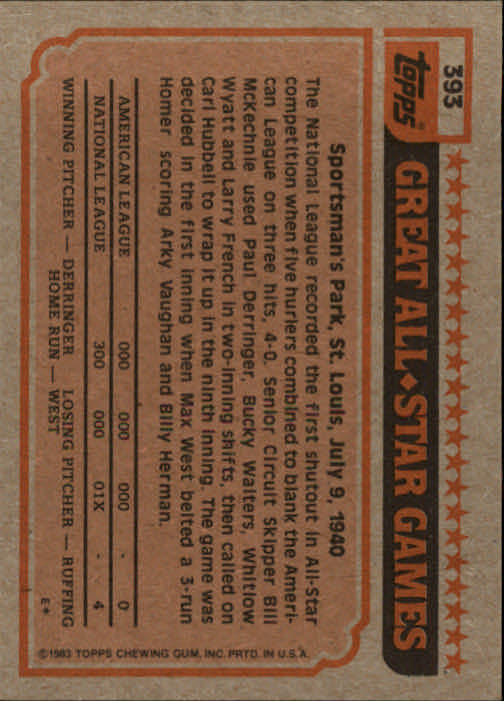 393
TOPPS
GREAT ALL STAR GAMES
Sportsman's Park, St. Louis, July 9, 1940
The National League recorded the first shutout in All-Star
competition when five hurlers combined to blank the Ameri-
can League on three hits, 4-0. Senior Circuit Skipper Bill
McKechnie used Paul Derringer, Bucky Walters, Whitlow
Wyatt and Larry French in two-inning shifts, then called on
Carl Hubbell to wrap it up in the ninth inning. The game was
decided in the first inning when Max West belted a 3-run
Homer scoring Arky Vaughan and Billy Herman.
AMERICAN LEAGUE 000 000 000 - 0
NATIONAL LEAGUE 300 000 01X - 4
WINNING PITCHER — DERRINGER LOSING PITCHER — RUFFING
HOME RUN — WEST
E*
©1983 TOPPS CHEWING GUM, INC. PRTD. IN U.S.A.